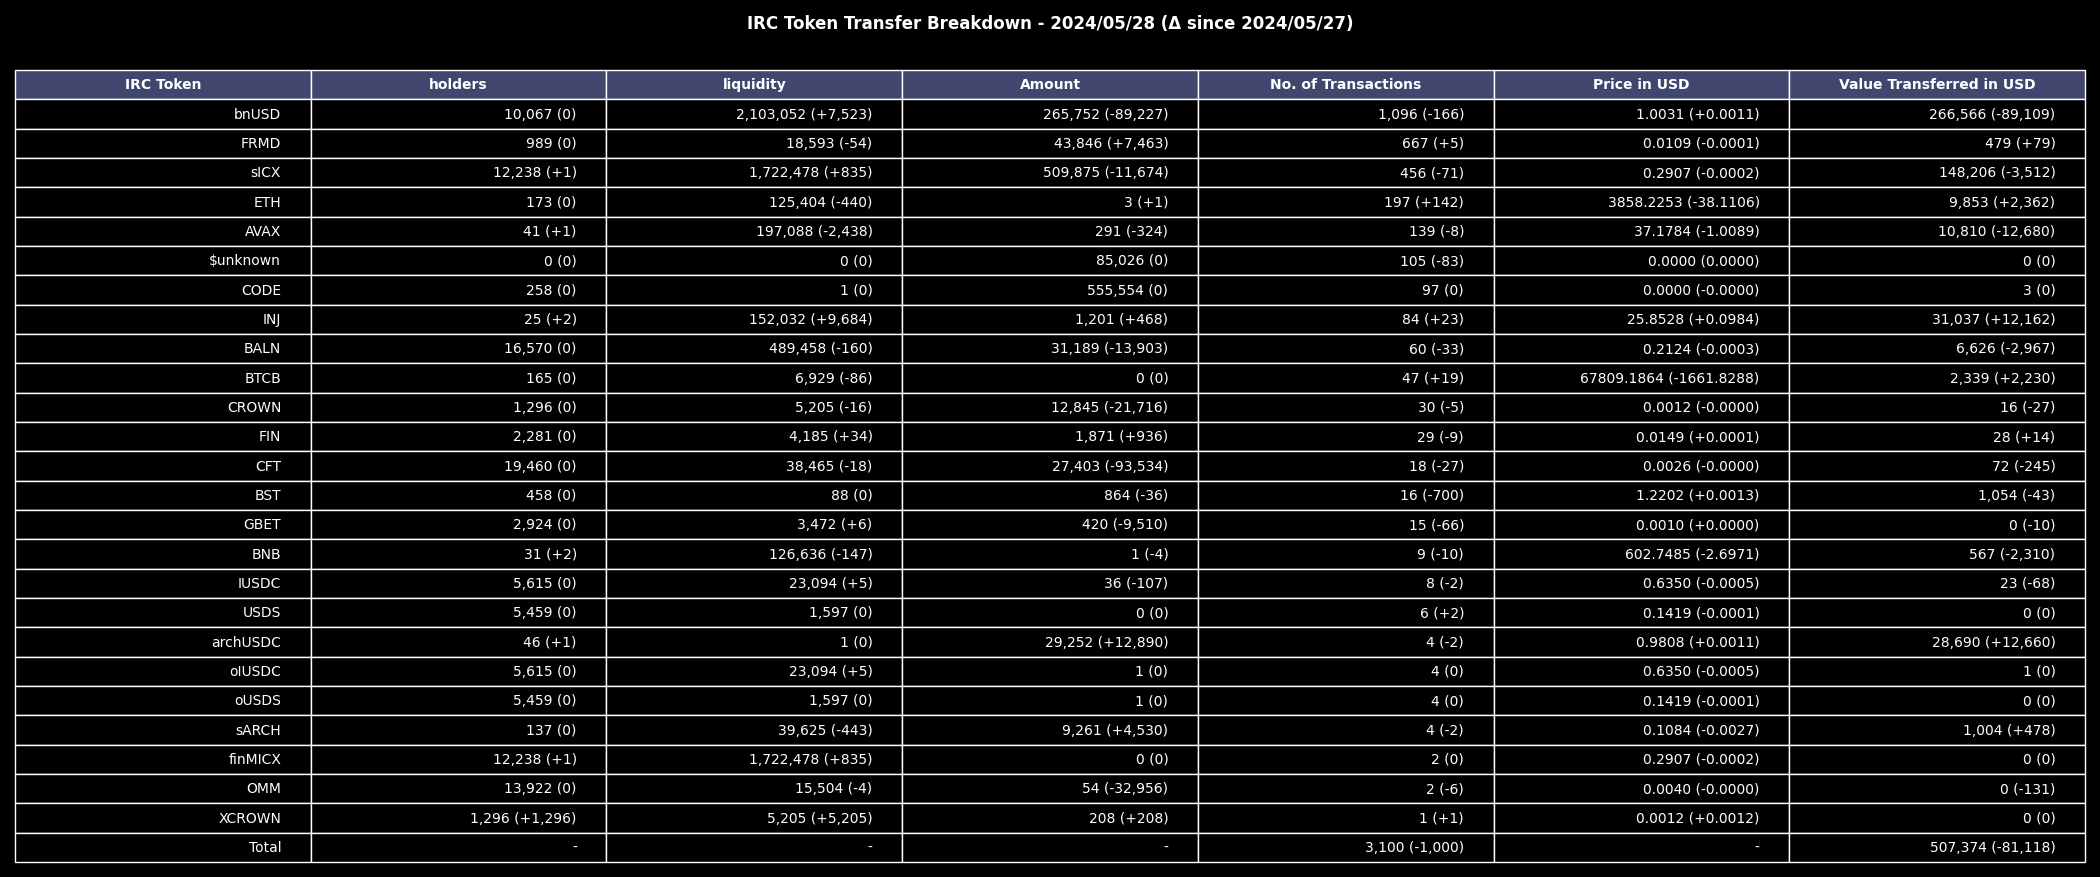 IRC Token Transfer Breakdown - 2024/05/28 (Δ since 2024/05/27)
IRC Token holders liquidity Amount No. of Transactions Price in USD Value Transferred in USD
bnUSD 10,067 (0) 2,103,052 (+7,523) 265,752 (-89,227) 1,096 (-166) 1.0031 (+0.0011) 266,566 (-89,109)
FRMD 989 (0) 18,593 (-54) 43,846 (+7,463) 667 (+5) 0.0109 (-0.0001) 479 (+79)
sICX 12,238 (+1) 1,722,478 (+835) 509,875 (-11,674) 456 (-71) 0.2907 (-0.0002) 148,206 (-3,512)
ETH 173 (0) 125,404 (-440) 3 (+1) 197 (+142) 3858.2253 (-38.1106) 9,853 (+2,362)
AVAX 41 (+1) 197,088 (-2,438) 291 (-324) 139 (-8) 37.1784 (-1.0089) 10,810 (-12,680)
$unknown 0 (0) 0 (0) 85,026 (0) 105 (-83) 0.0000 (0.0000) 0 (0)
CODE 258 (0) 1 (0) 555,554 (0) 97 (0) 0.0000 (-0.0000) 3 (0)
INJ 25 (+2) 152,032 (+9,684) 1,201 (+468) 84 (+23) 25.8528 (+0.0984) 31,037 (+12,162)
BALN 16,570 (0) 489,458 (-160) 31,189 (-13,903) 60 (-33) 0.2124 (-0.0003) 6,626 (-2,967)
BTCB 165 (0) 6,929 (-86) 0 (0) 47 (+19) 67809.1864 (-1661.8288) 2,339 (+2,230)
CROWN 1,296 (0) 5,205 (-16) 12,845 (-21,716) 30 (-5) 0.0012 (-0.0000) 16 (-27)
FIN 2,281 (0) 4,185 (+34) 1,871 (+936) 29 (-9) 0.0149 (+0.0001) 28 (+14)
CFT 19,460 (0) 38,465 (-18) 27,403 (-93,534) 18 (-27) 0.0026 (-0.0000) 72 (-245)
BST 458 (0) 88 (0) 864 (-36) 16 (-700) 1.2202 (+0.0013) 1,054 (-43)
GBET 2,924 (0) 3,472 (+6) 420 (-9,510) 15 (-66) 0.0010 (+0.0000) 0 (-10)
BNB 31 (+2) 126,636 (-147) 1 (-4) 9 (-10) 602.7485 (-2.6971) 567 (-2,310)
IUSDC 5,615 (0) 23,094 (+5) 36 (-107) 8 (-2) 0.6350 (-0.0005) 23 (-68)
USDS 5,459 (0) 1,597 (0) 0 (0) 6 (+2) 0.1419 (-0.0001) 0 (0)
archUSDC 46 (+1) 1 (0) 29,252 (+12,890) 4 (-2) 0.9808 (+0.0011) 28,690 (+12,660)
oIUSDC 5,615 (0) 23,094 (+5) 1 (0) 4 (0) 0.6350 (-0.0005) 1 (0)
oUSDS 5,459 (0) 1,597 (0) 1 (0) 4 (0) 0.1419 (-0.0001) 0 (0)
sARCH 137 (0) 39,625 (-443) 9,261 (+4,530) 4 (-2) 0.1084 (-0.0027) 1,004 (+478)
finMICX 12,238 (+1) 1,722,478 (+835) 0 (0) 2 (0) 0.2907 (-0.0002) 0 (0)
OMM 13,922 (0) 15,504 (-4) 54 (-32,956) 2 (-6) 0.0040 (-0.0000) 0 (-131)
XCROWN 1,296 (+1,296) 5,205 (+5,205) 208 (+208) 1 (+1) 0.0012 (+0.0012) 0 (0)
Total - - - 3,100 (-1,000) - 507,374 (-81,118)